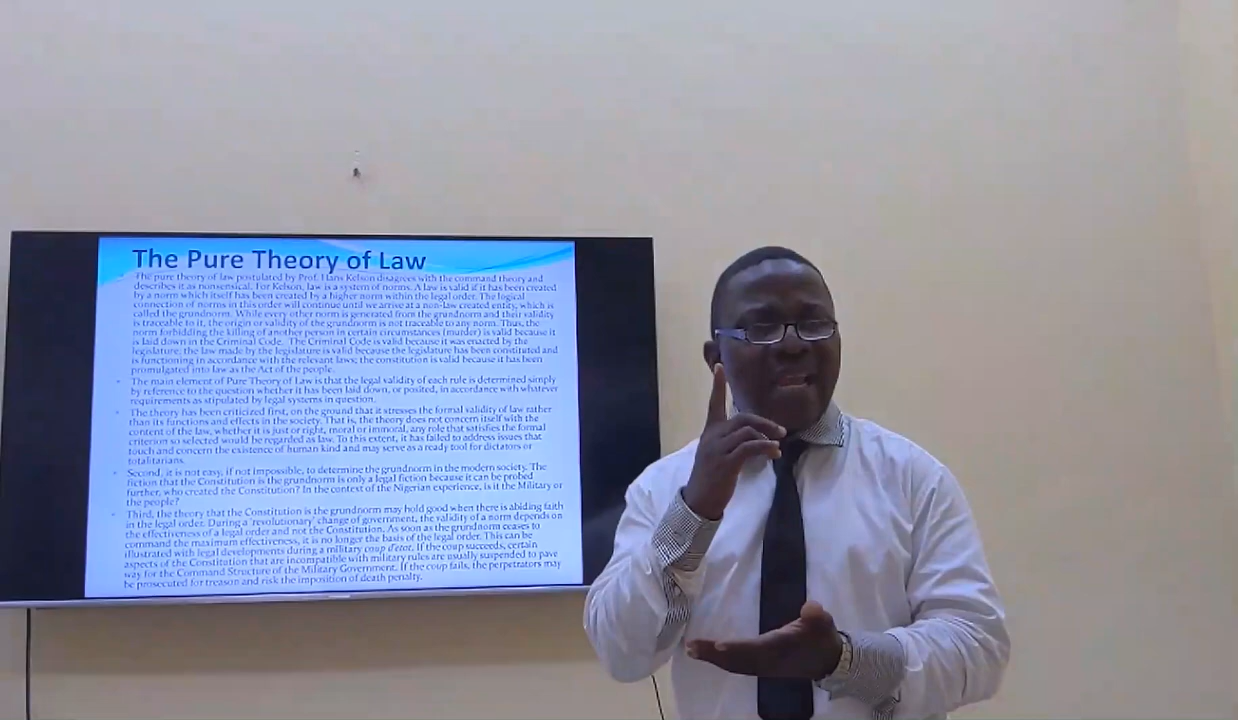 The Pure Theory of Law
The pure theory of law postulated by Prof. Hans Kelson disagrees with the command theory and
describes it as nonsensical. For Kelson, law is a system of norms. A law is valid if it has been created
by a norm which itself has been created by a higher norm within the legal order. The logical
connection of norms in this order will continue until we arrive at a non-law created entity, which is
called the grundnorm. While every other norm is generated from the grundnorm and their validity
is traceable to it, the origin or validity of the grundnorm is not traceable to any norm. Thus, the
norm forbidding the killing of another person in certain circumstances (murder) is valid because it
is laid down in the Criminal Code. The Criminal Code is valid because it was enacted by the
legislature; the law made by the legislature is valid because the legislature has been constituted and
is functioning in accordance with the relevant laws; the constitution is valid because it has been
promulgated into law as the Act of the people.
The main element of Pure Theory of Law is that the legal validity of each rule is determined simply
by reference to the question whether it has been laid down, or posited, in accordance with whatever
requirements as stipulated by legal systems in question.
The theory has been criticized first, on the ground that it stresses the formal validity of law rather
than its functions and effects in the society. That is, the theory does not concern itself with the
content of the law, whether it is just or right, moral or immoral, any role that satisfies the formal
criterion so selected would be regarded as law. To this extent, it has failed to address issues that
touch and concern the existence of human kind and may serve as a ready tool for dictators or
totalitarians.
Second, it is not easy, if not impossible, to determine the grundnorm in the modern society. The
fiction that the Constitution is the grundnorm is only a legal fiction because it can be probed
further, who created the Constitution? In the context of the Nigerian experience, is it the Military or
the people?
Third, the theory that the Constitution is the grundnorm may hold good when there is abiding faith
in the legal order. During a 'revolutionary' change of government, the validity of a norm depends on
the effectiveness of a legal order and not the Constitution. As soon as the grundnorm ceases to
command the maximum effectiveness, it is no longer the basis of the legal order. This can be
illustrated with legal developments during a military coup d'etat. If the coup succeeds, certain
aspects of the Constitution that are incompatible with military rules are usually suspended to pave
way for the Command Structure of the Military Government. If the coup fails, the perpetrators may
be prosecuted for treason and risk the imposition of death penalty.